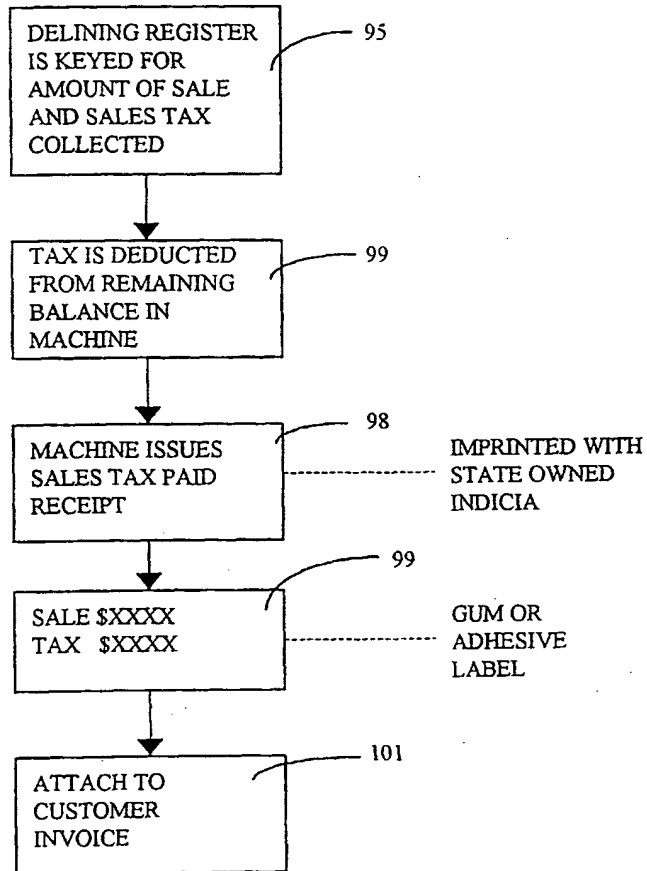 DELINING REGISTER
IS KEYED FOR
AMOUNT OF SALE
AND SALES TAX
COLLECTED
95
TAX IS DEDUCTED
FROM REMAINING
BALANCE IN
MACHINE
99
MACHINE ISSUES
SALES TAX PAID
RECEIPT
98
IMPRINTED WITH
STATE OWNED
INDICIA
SALE $XXXX
TAX $XXXX
99
GUM OR
ADHESIVE
LABEL
ATTACH TO
CUSTOMER
INVOICE
101